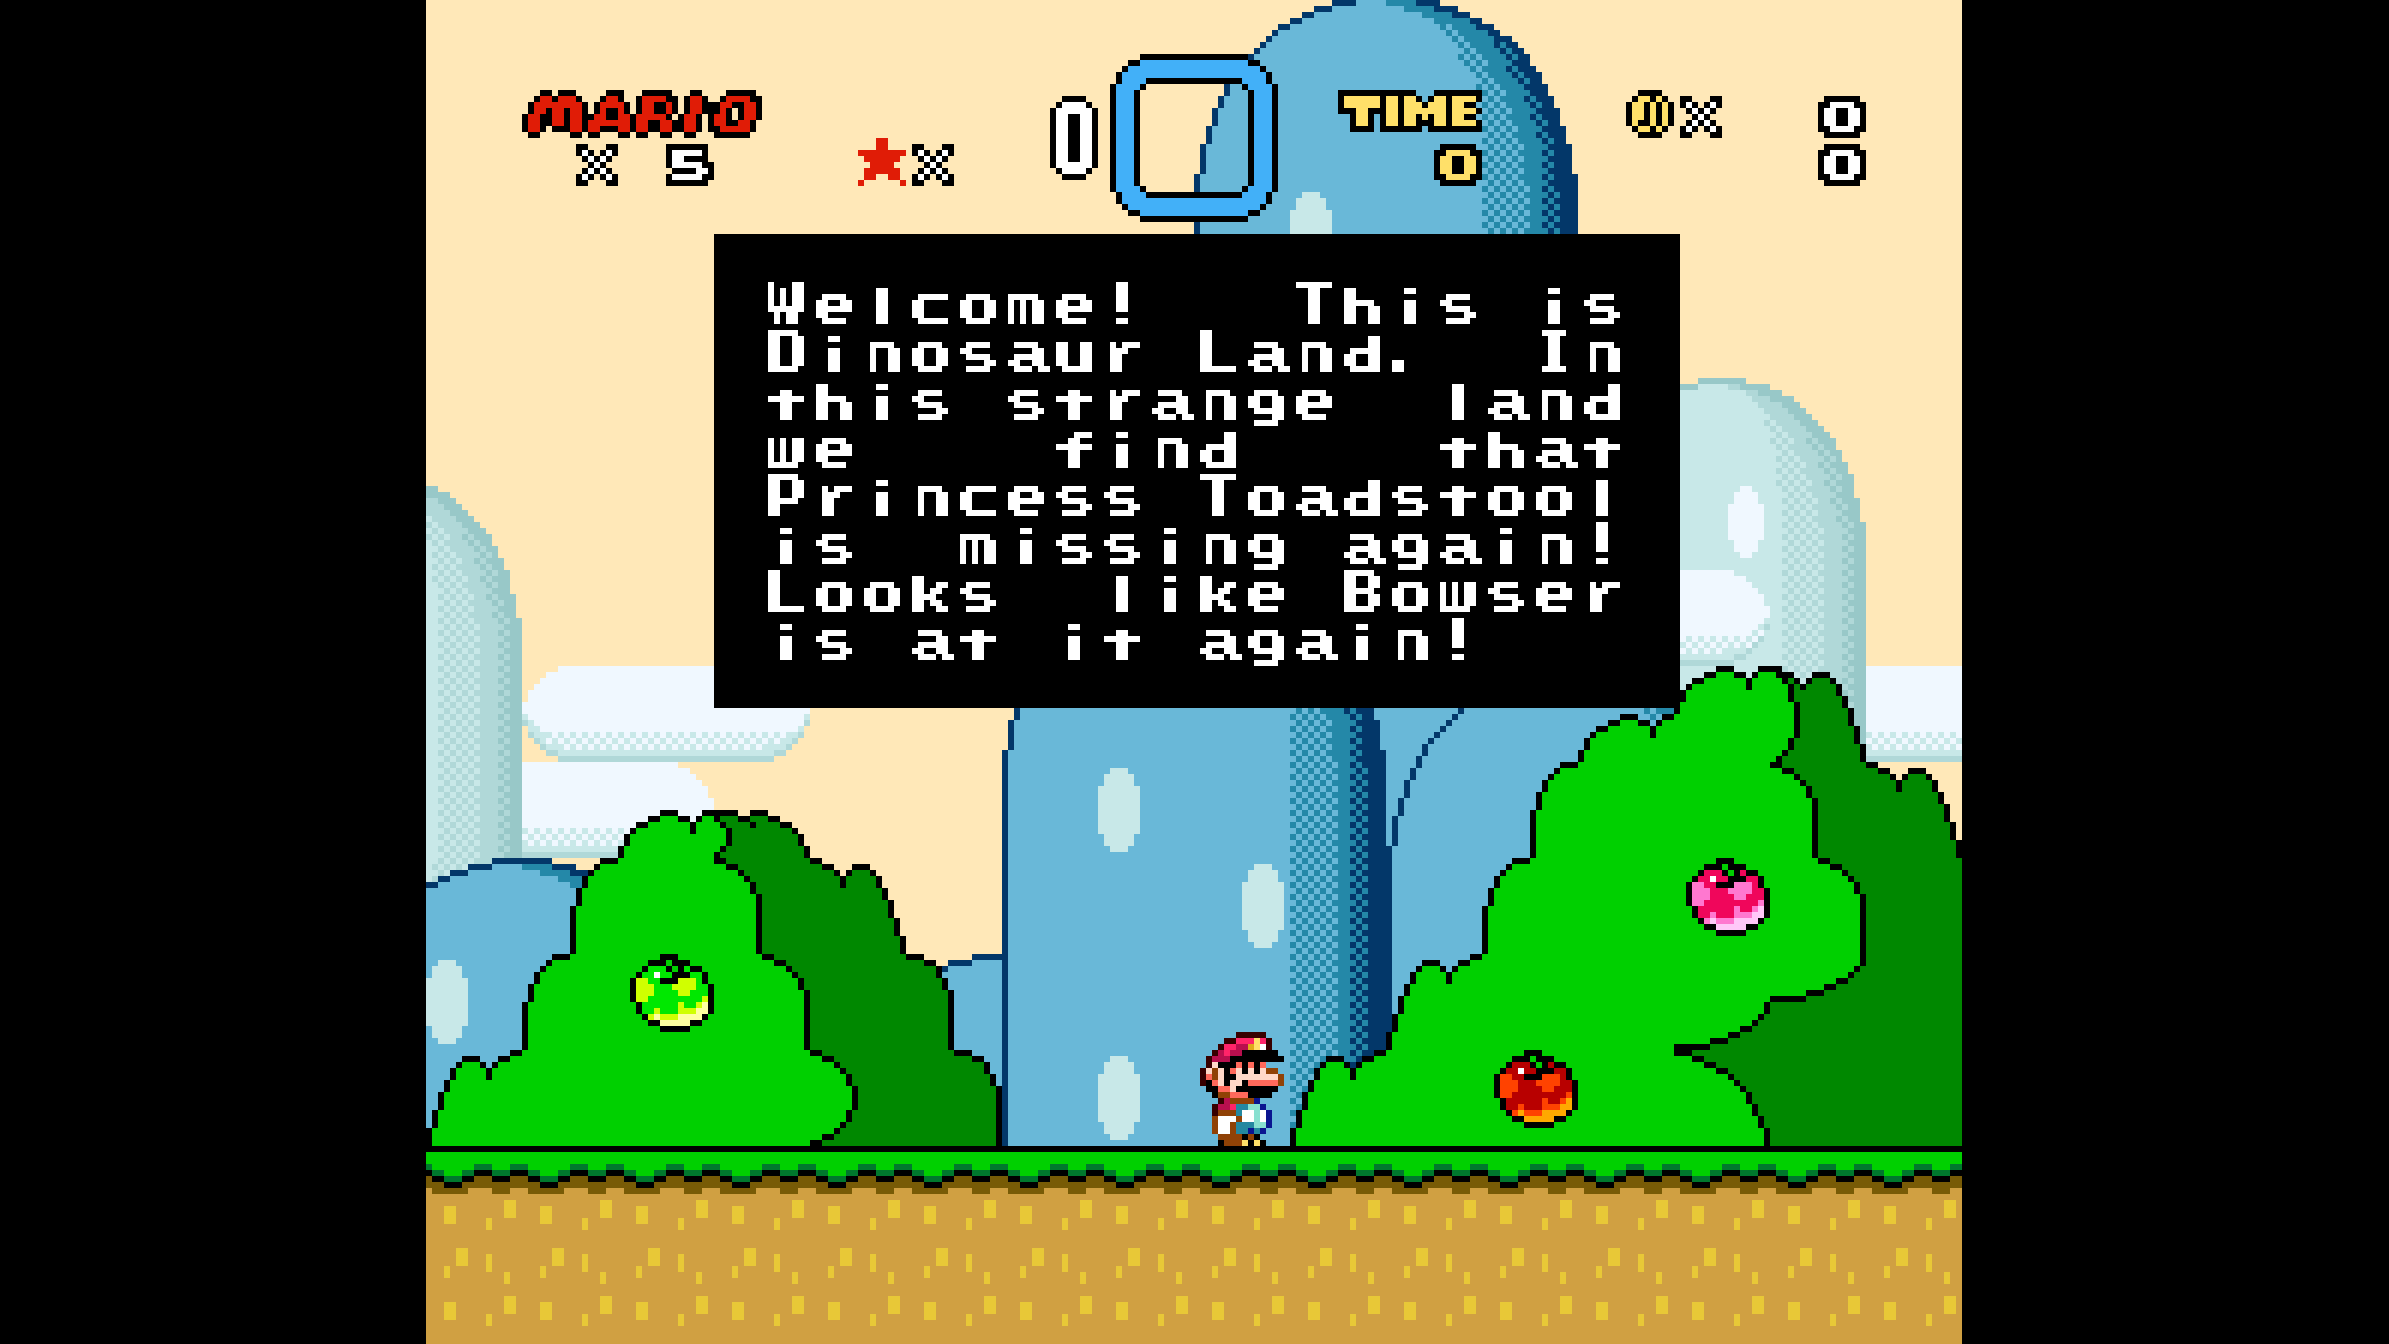 MARIO TIME
× 5 ★× 0 0 ×0 0
Welcome! This is
Dinosaur Land. In
this strange land
we find that
Princess Toadstool
is missing again!
Looks like Bowser
is at it again!